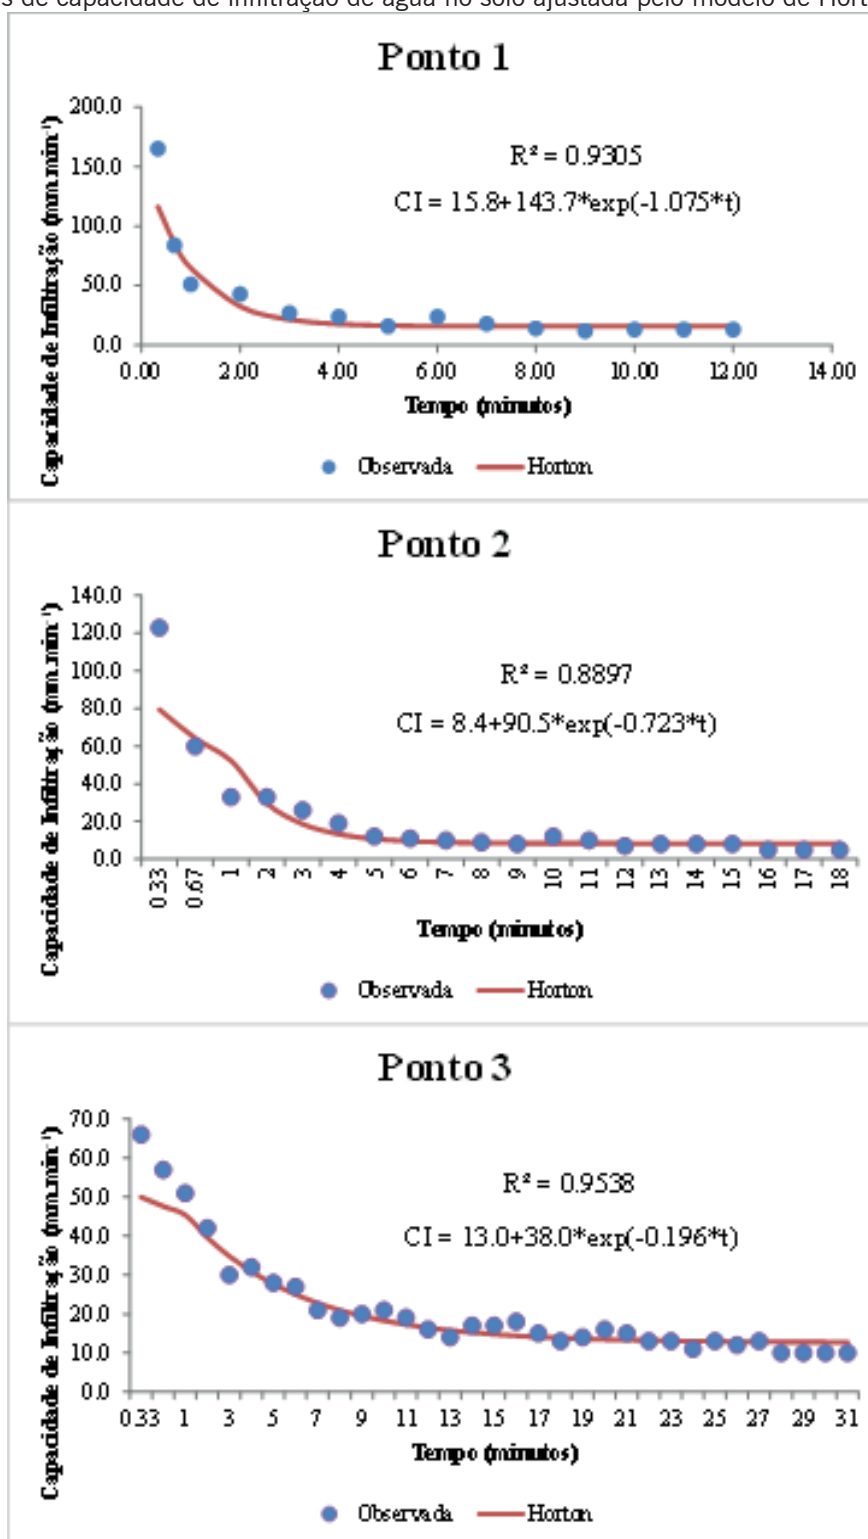 s de capacidade de infiltração de água no solo ajustada pelo modelo de Hort
Ponto 1
Capacidade de Infiltração (mm.min⁻¹)
200.0
150.0
100.0
50.0
0.0
R² = 0.9305
CI = 15.8+143.7*exp(-1.075*t)
0.00 2.00 4.00 6.00 8.00 10.00 12.00 14.00
Tempo (minutos)
Observada Horton
Ponto 2
Capacidade de Infiltração (mm.min⁻¹)
140.0
120.0
100.0
80.0
60.0
40.0
20.0
0.0
R² = 0.8897
CI = 8.4+90.5*exp(-0.723*t)
0.33 0.67 1 2 3 4 5 6 7 8 9 10 11 12 13 14 15 16 17 18
Tempo (minutos)
Observada Horton
Ponto 3
Capacidade de Infiltração (mm.min⁻¹)
70.0
60.0
50.0
40.0
30.0
20.0
10.0
0.0
R² = 0.9538
CI = 13.0+38.0*exp(-0.196*t)
0.33 1 3 5 7 9 11 13 15 17 19 21 23 25 27 29 31
Tempo (minutos)
Observada Horton